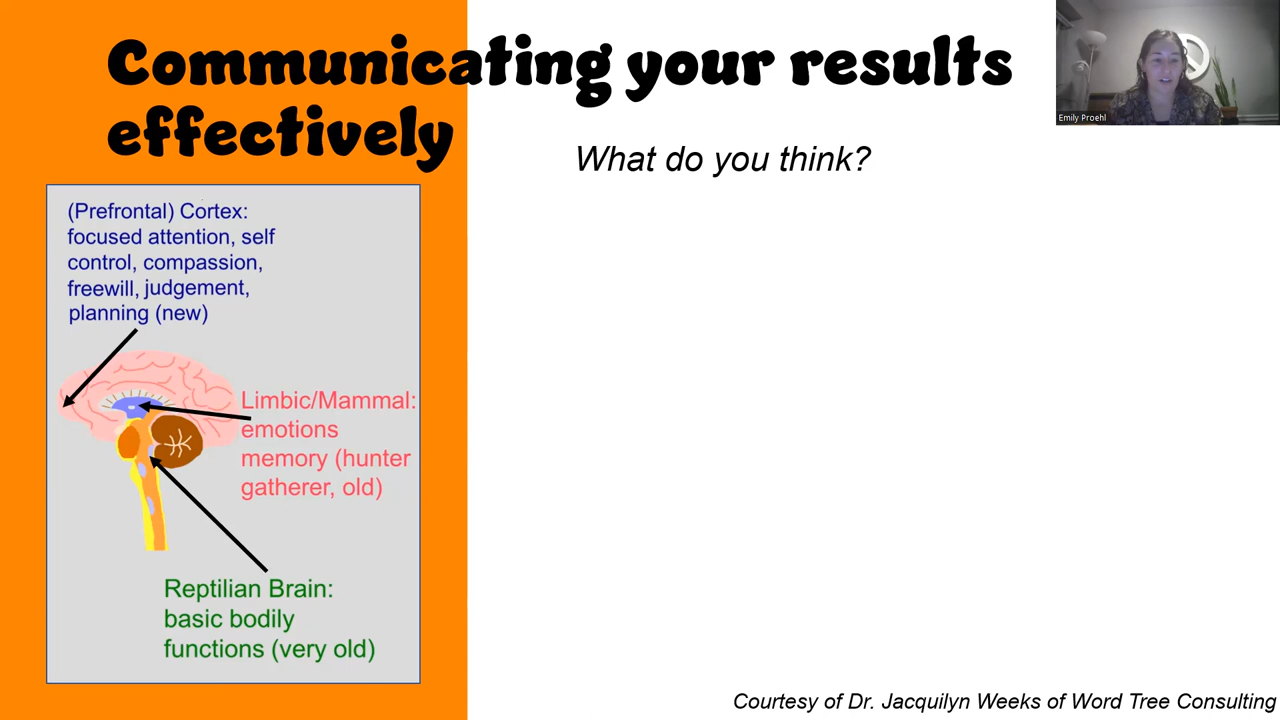 Communicating your results
effectively
What do you think?
Emily Proehl
(Prefrontal) Cortex:
focused attention, self
control, compassion,
freewill, judgement,
planning (new)
Limbic/Mammal:
emotions
memory (hunter
gatherer, old)
Reptilian Brain:
basic bodily
functions (very old)
Courtesy of Dr. Jacquilyn Weeks of Word Tree Consulting